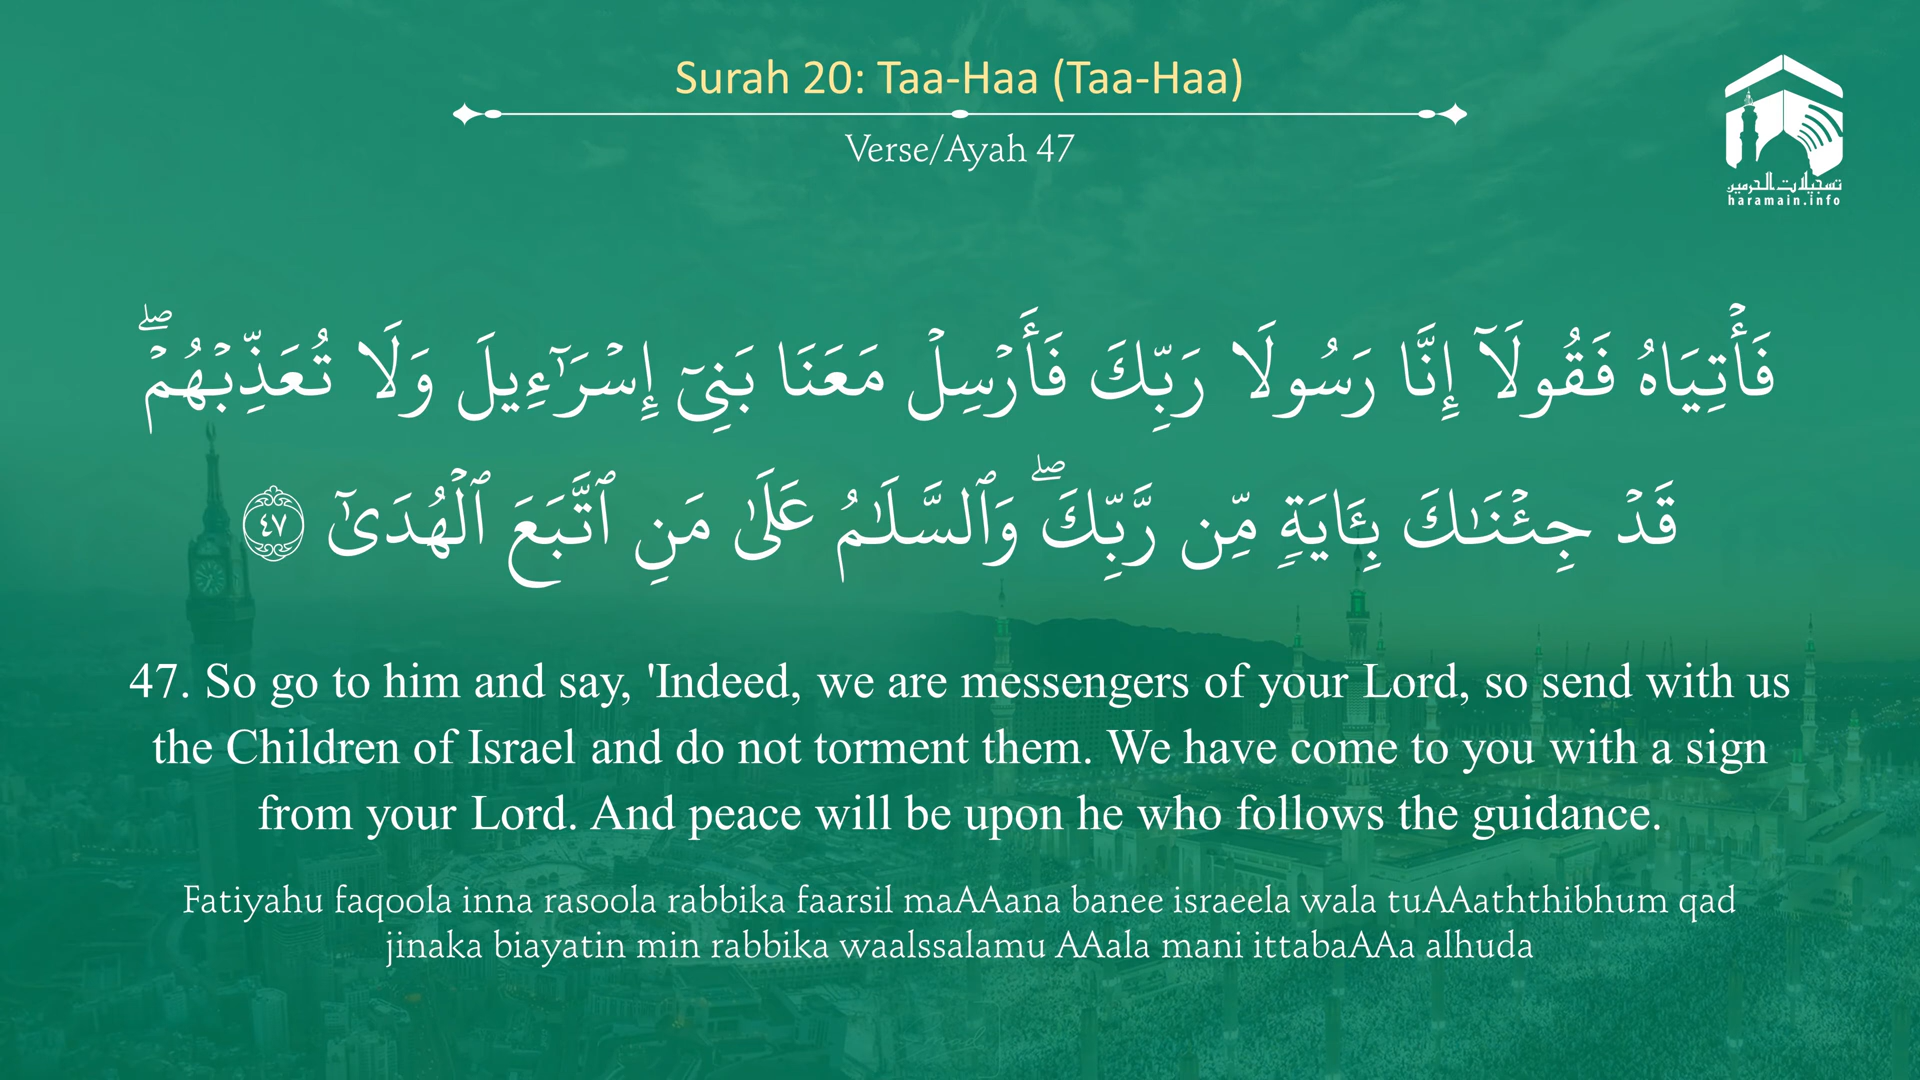 Surah 20: Taa-Haa (Taa-Haa)
Verse/Ayah 47
تسجيلات الحرمين
haramain.info
فَأْتِيَاهُ فَقُولَآ إِنَّا رَسُولَا رَبِّكَ فَأَرْسِلْ مَعَنَا بَنِىٓ إِسْرَٰٓءِيلَ وَلَا تُعَذِّبْهُمْ ۖ
قَدْ جِئْنَـٰكَ بِـَٔايَةٍ مِّن رَّبِّكَ ۖ وَٱلسَّلَـٰمُ عَلَىٰ مَنِ ٱتَّبَعَ ٱلْهُدَىٰٓ ٤٧
47. So go to him and say, 'Indeed, we are messengers of your Lord, so send with us
the Children of Israel and do not torment them. We have come to you with a sign
from your Lord. And peace will be upon he who follows the guidance.
Fatiyahu faqoola inna rasoola rabbika faarsil maAAana banee israeela wala tuAAaththibhum qad
jinaka biayatin min rabbika waalssalamu AAala mani ittabaAAa alhuda